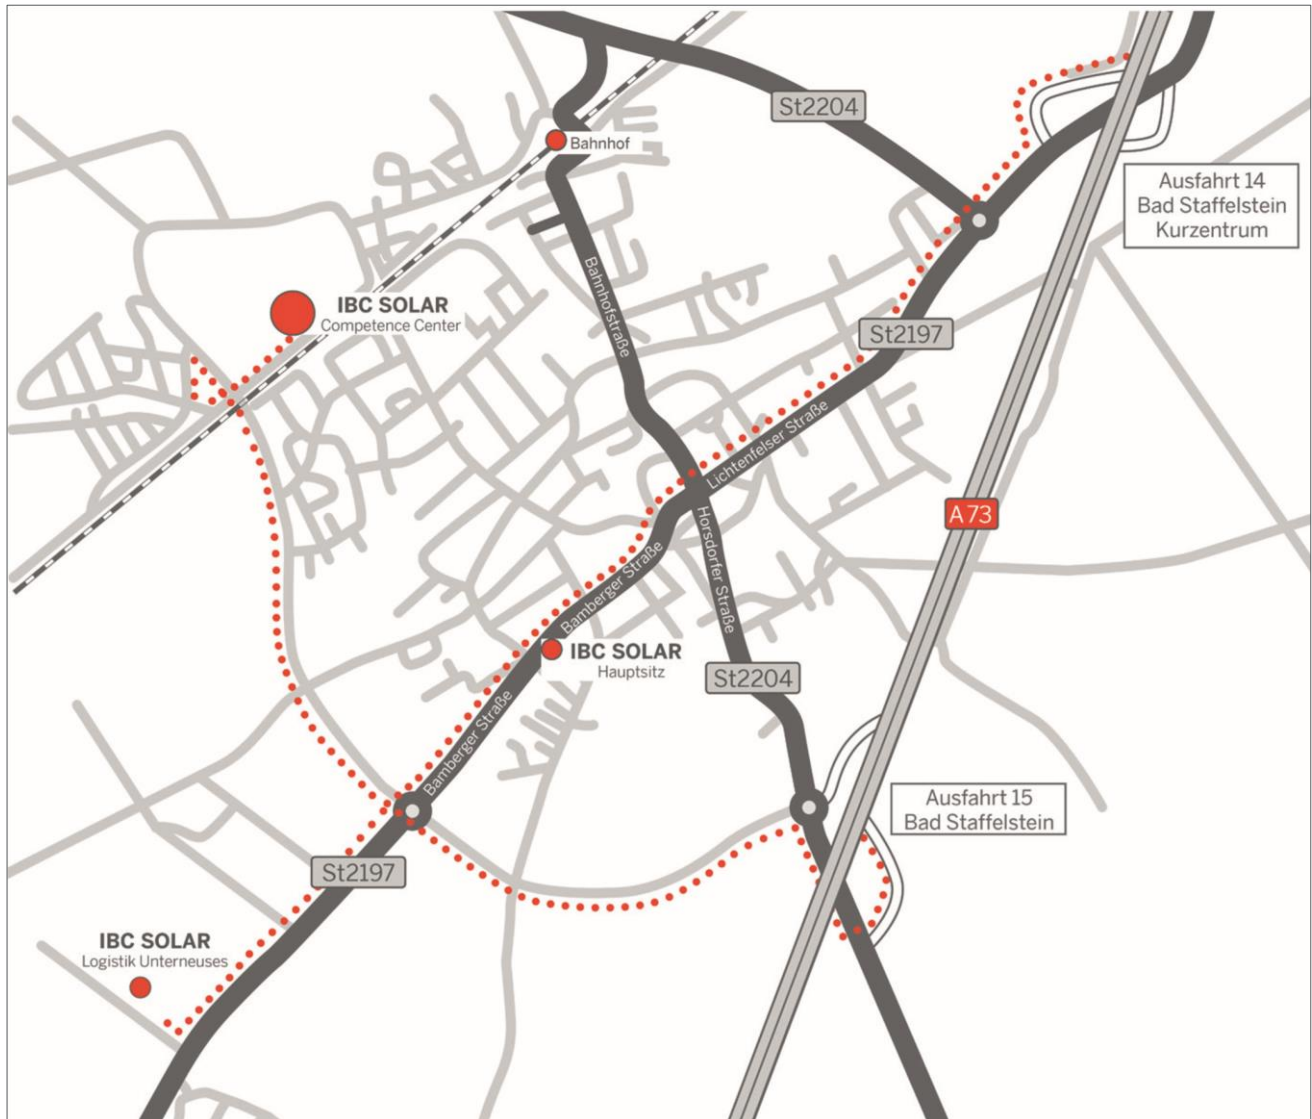 St2204
Bahnhof
Ausfahrt 14
Bad Staffelstein
Kurzentrum
Bahnhofstraße
IBC SOLAR
Competence Center
St2197
Lichtenfelser Straße
A 73
Horsdorfer Straße
Bamberger Straße
IBC SOLAR
Hauptsitz
St2204
Bamberger Straße
Ausfahrt 15
Bad Staffelstein
St2197
IBC SOLAR
Logistik Unterneuses